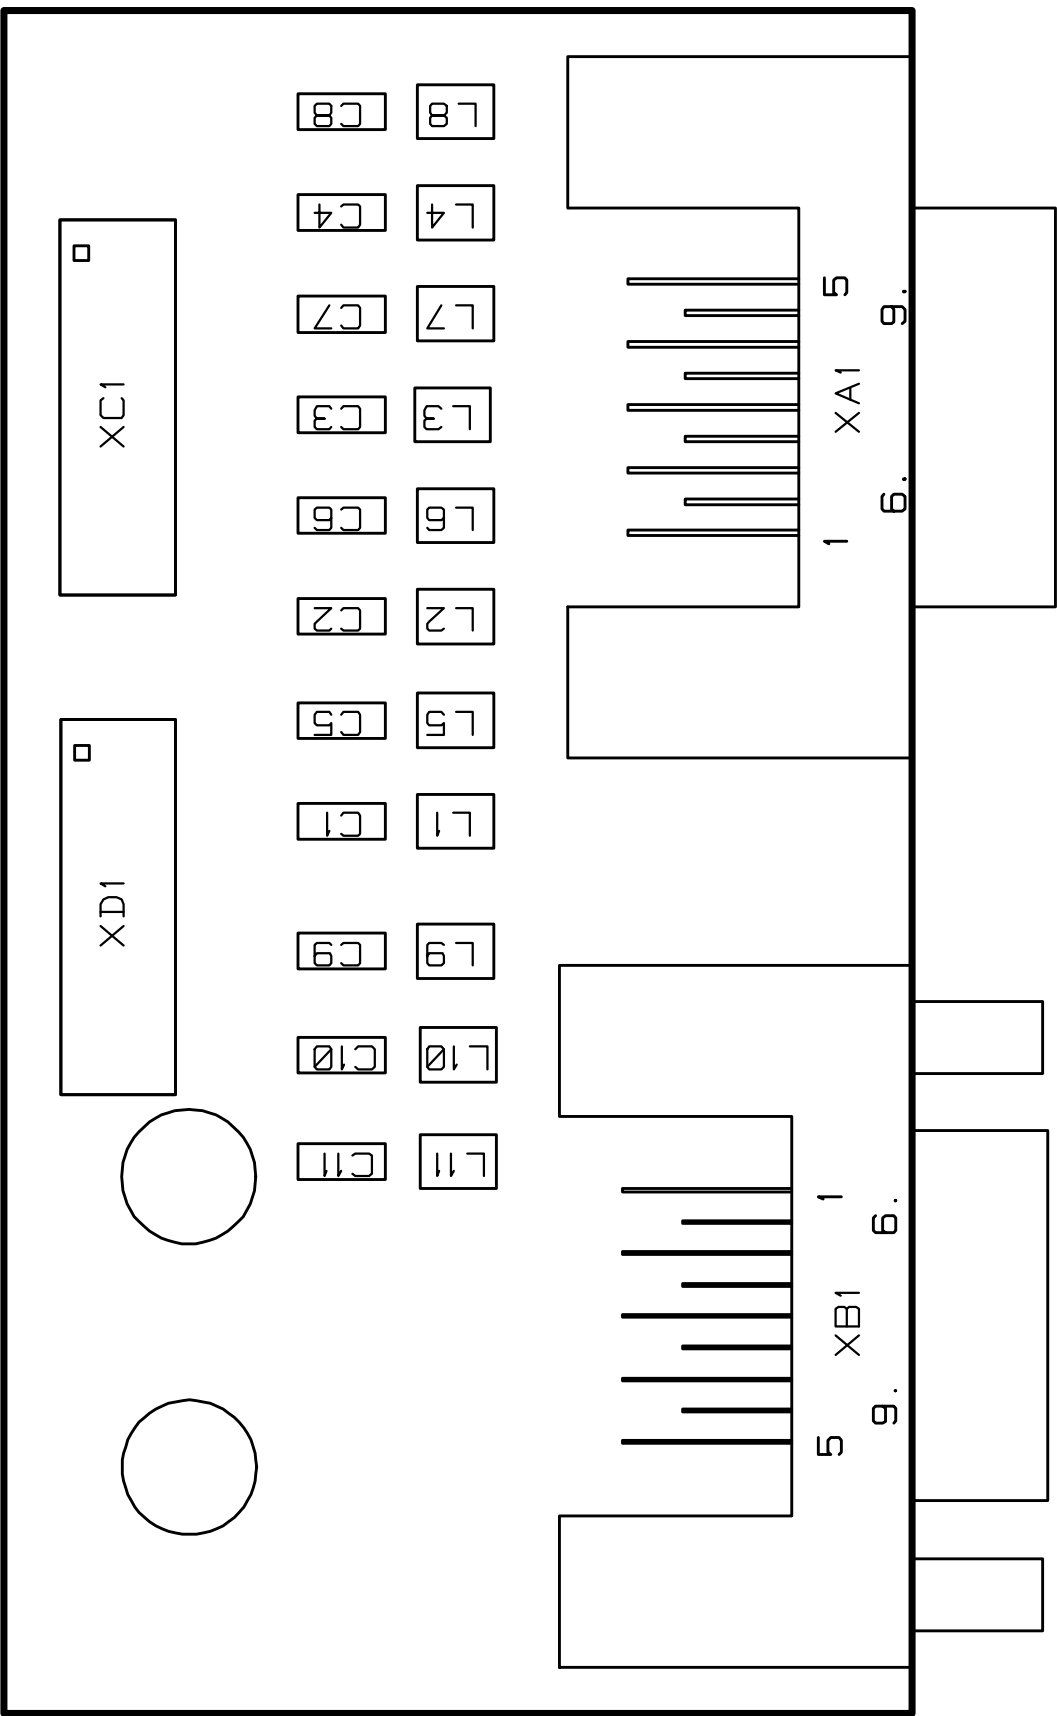 C8 L8
C4 L4
C7 L7
C3 L3
C6 L6
C2 L2
C5 L5
C1 L1
C9 L9
C10 L10
C11 L11
XC1
XD1
5
9.
XA1
6.
1
1
6.
XB1
9.
5